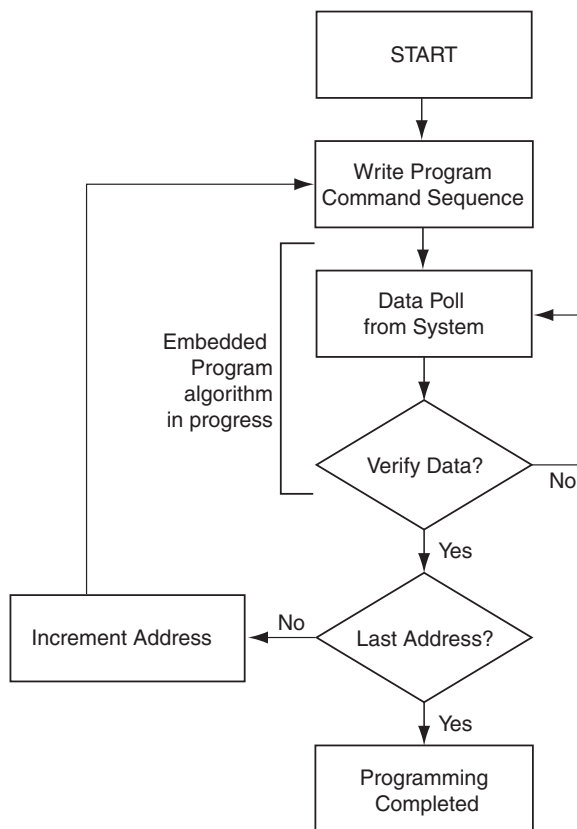 START
Write Program
Command Sequence
Data Poll
from System
Embedded
Program
algorithm
in progress
Verify Data?
No
Yes
Last Address?
No
Increment Address
Yes
Programming
Completed